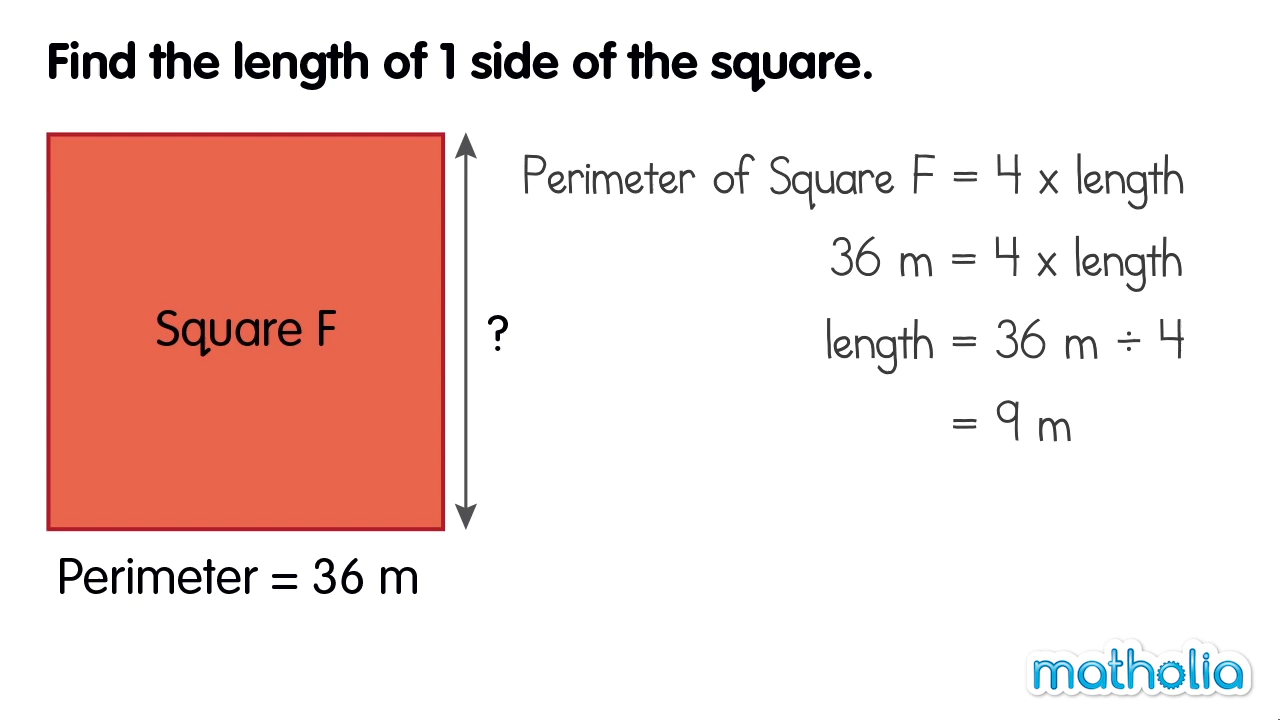 Find the length of 1 side of the square.
Perimeter of Square F = 4 x length
36 m = 4 x length
Square F
?
length = 36 m ÷ 4
= 9 m
Perimeter = 36 m
matholia